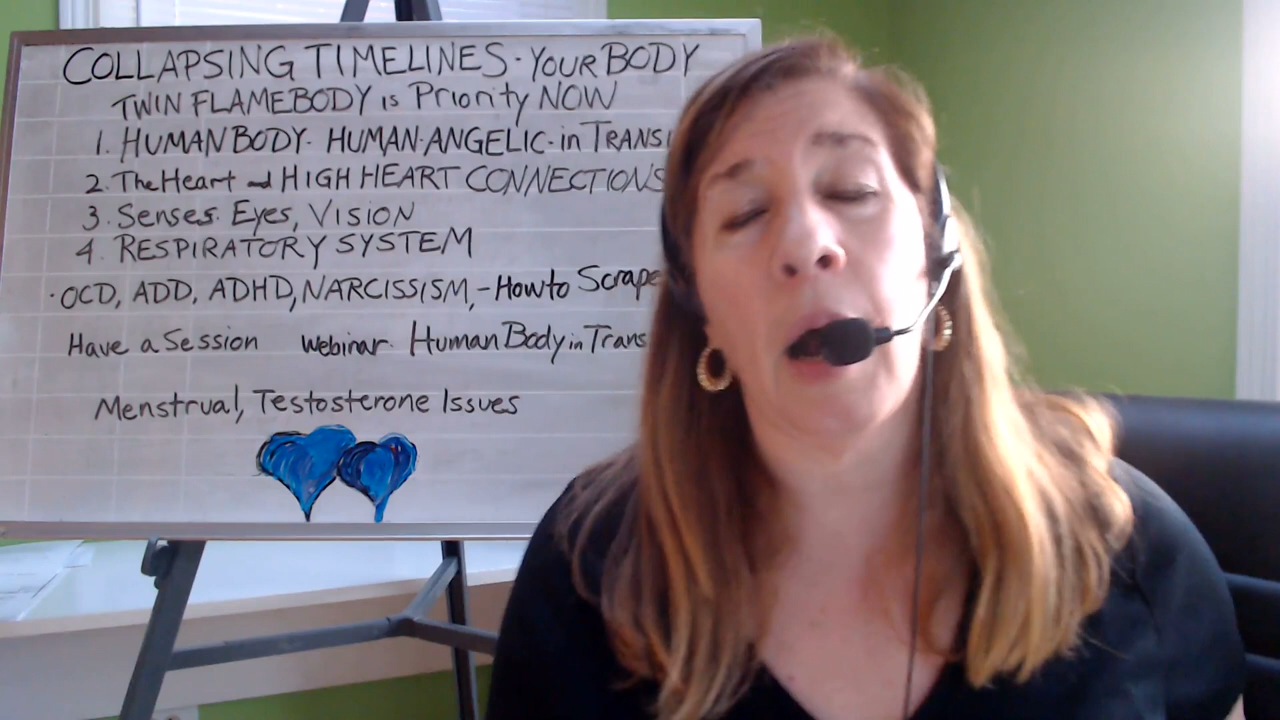 COLLAPSING TIMELINES · YOUR BODY
TWIN FLAMEBODY is Priority NOW
1. HUMAN BODY · HUMAN · ANGELIC · in TRANSI
2. The Heart and HIGH HEART CONNECTIONS
3. Senses. Eyes, VISION
4. RESPIRATORY SYSTEM
· OCD, ADD, ADHD, NARCISSISM, - How to Scrape
Have a Session Webinar · Human Body in Trans
Menstrual, Testosterone Issues